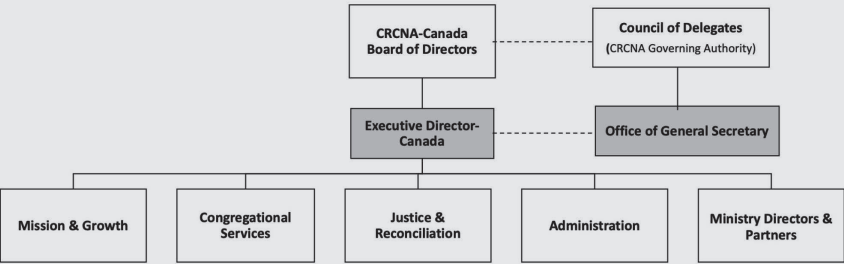 CRCNA-Canada
Board of Directors
Council of Delegates
(CRCNA Governing Authority)
Executive Director-
Canada
Office of General Secretary
Mission & Growth
Congregational
Services
Justice &
Reconciliation
Administration
Ministry Directors &
Partners